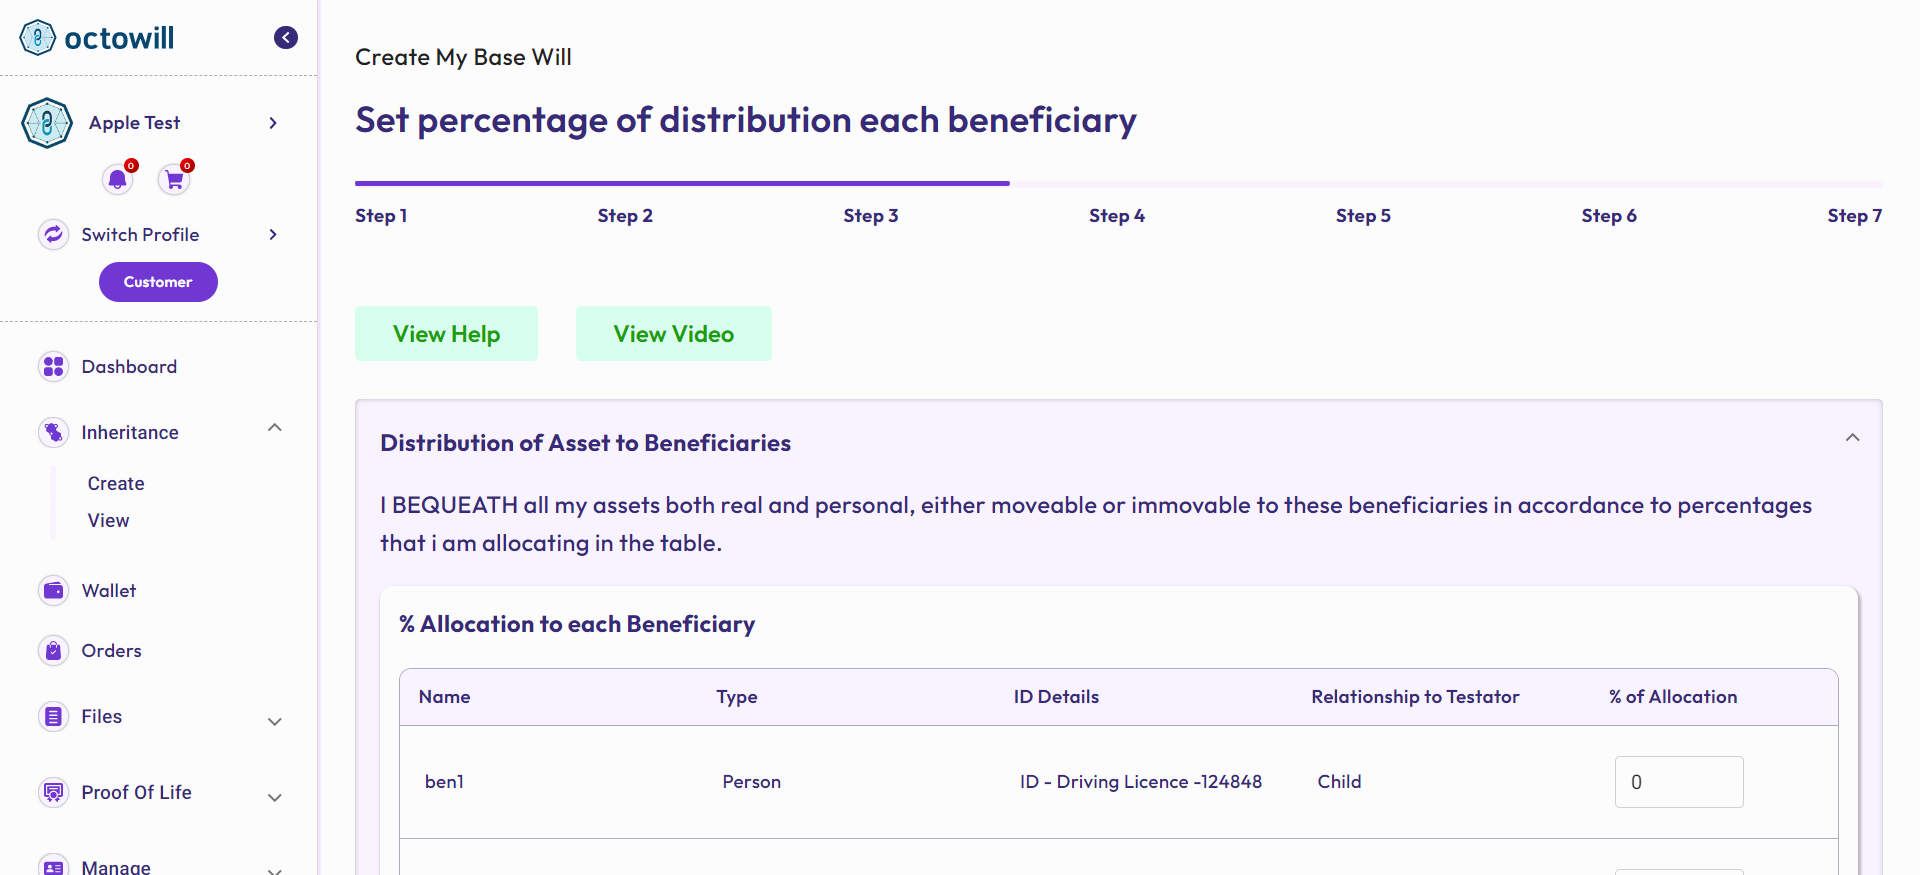 octowill
Apple Test
0
0
Switch Profile
Customer
Dashboard
Inheritance
Create
View
Wallet
Orders
Files
Proof Of Life
Manage
Create My Base Will
Set percentage of distribution each beneficiary
Step 1 Step 2 Step 3 Step 4 Step 5 Step 6 Step 7
View Help View Video
Distribution of Asset to Beneficiaries
I BEQUEATH all my assets both real and personal, either moveable or immovable to these beneficiaries in accordance to percentages
that i am allocating in the table.
% Allocation to each Beneficiary
Name Type ID Details Relationship to Testator % of Allocation
ben1 Person ID - Driving Licence -124848 Child 0